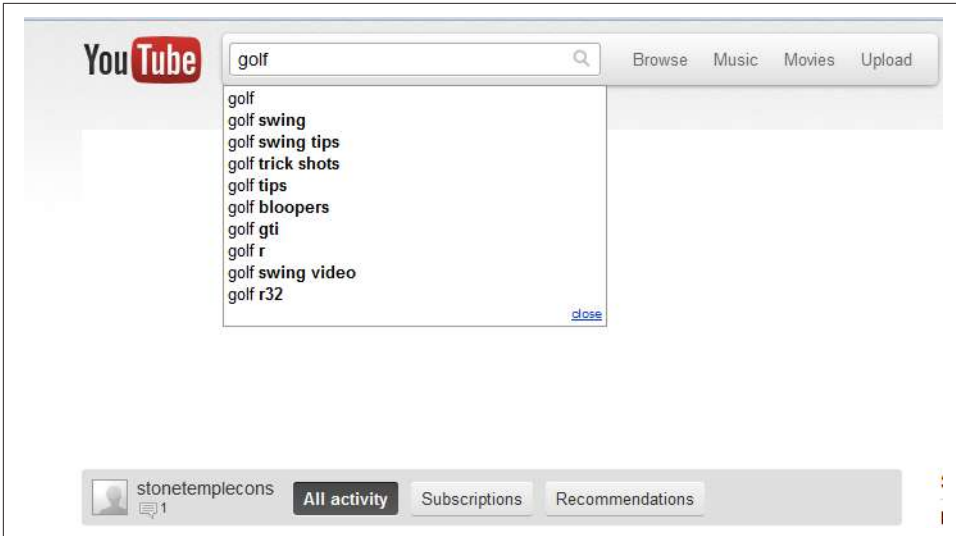 YouTube golf Browse Music Movies Upload
golf
golf swing
golf swing tips
golf trick shots
golf tips
golf bloopers
golf gti
golf r
golf swing video
golf r32
close
stonetemplecons All activity Subscriptions Recommendations
1